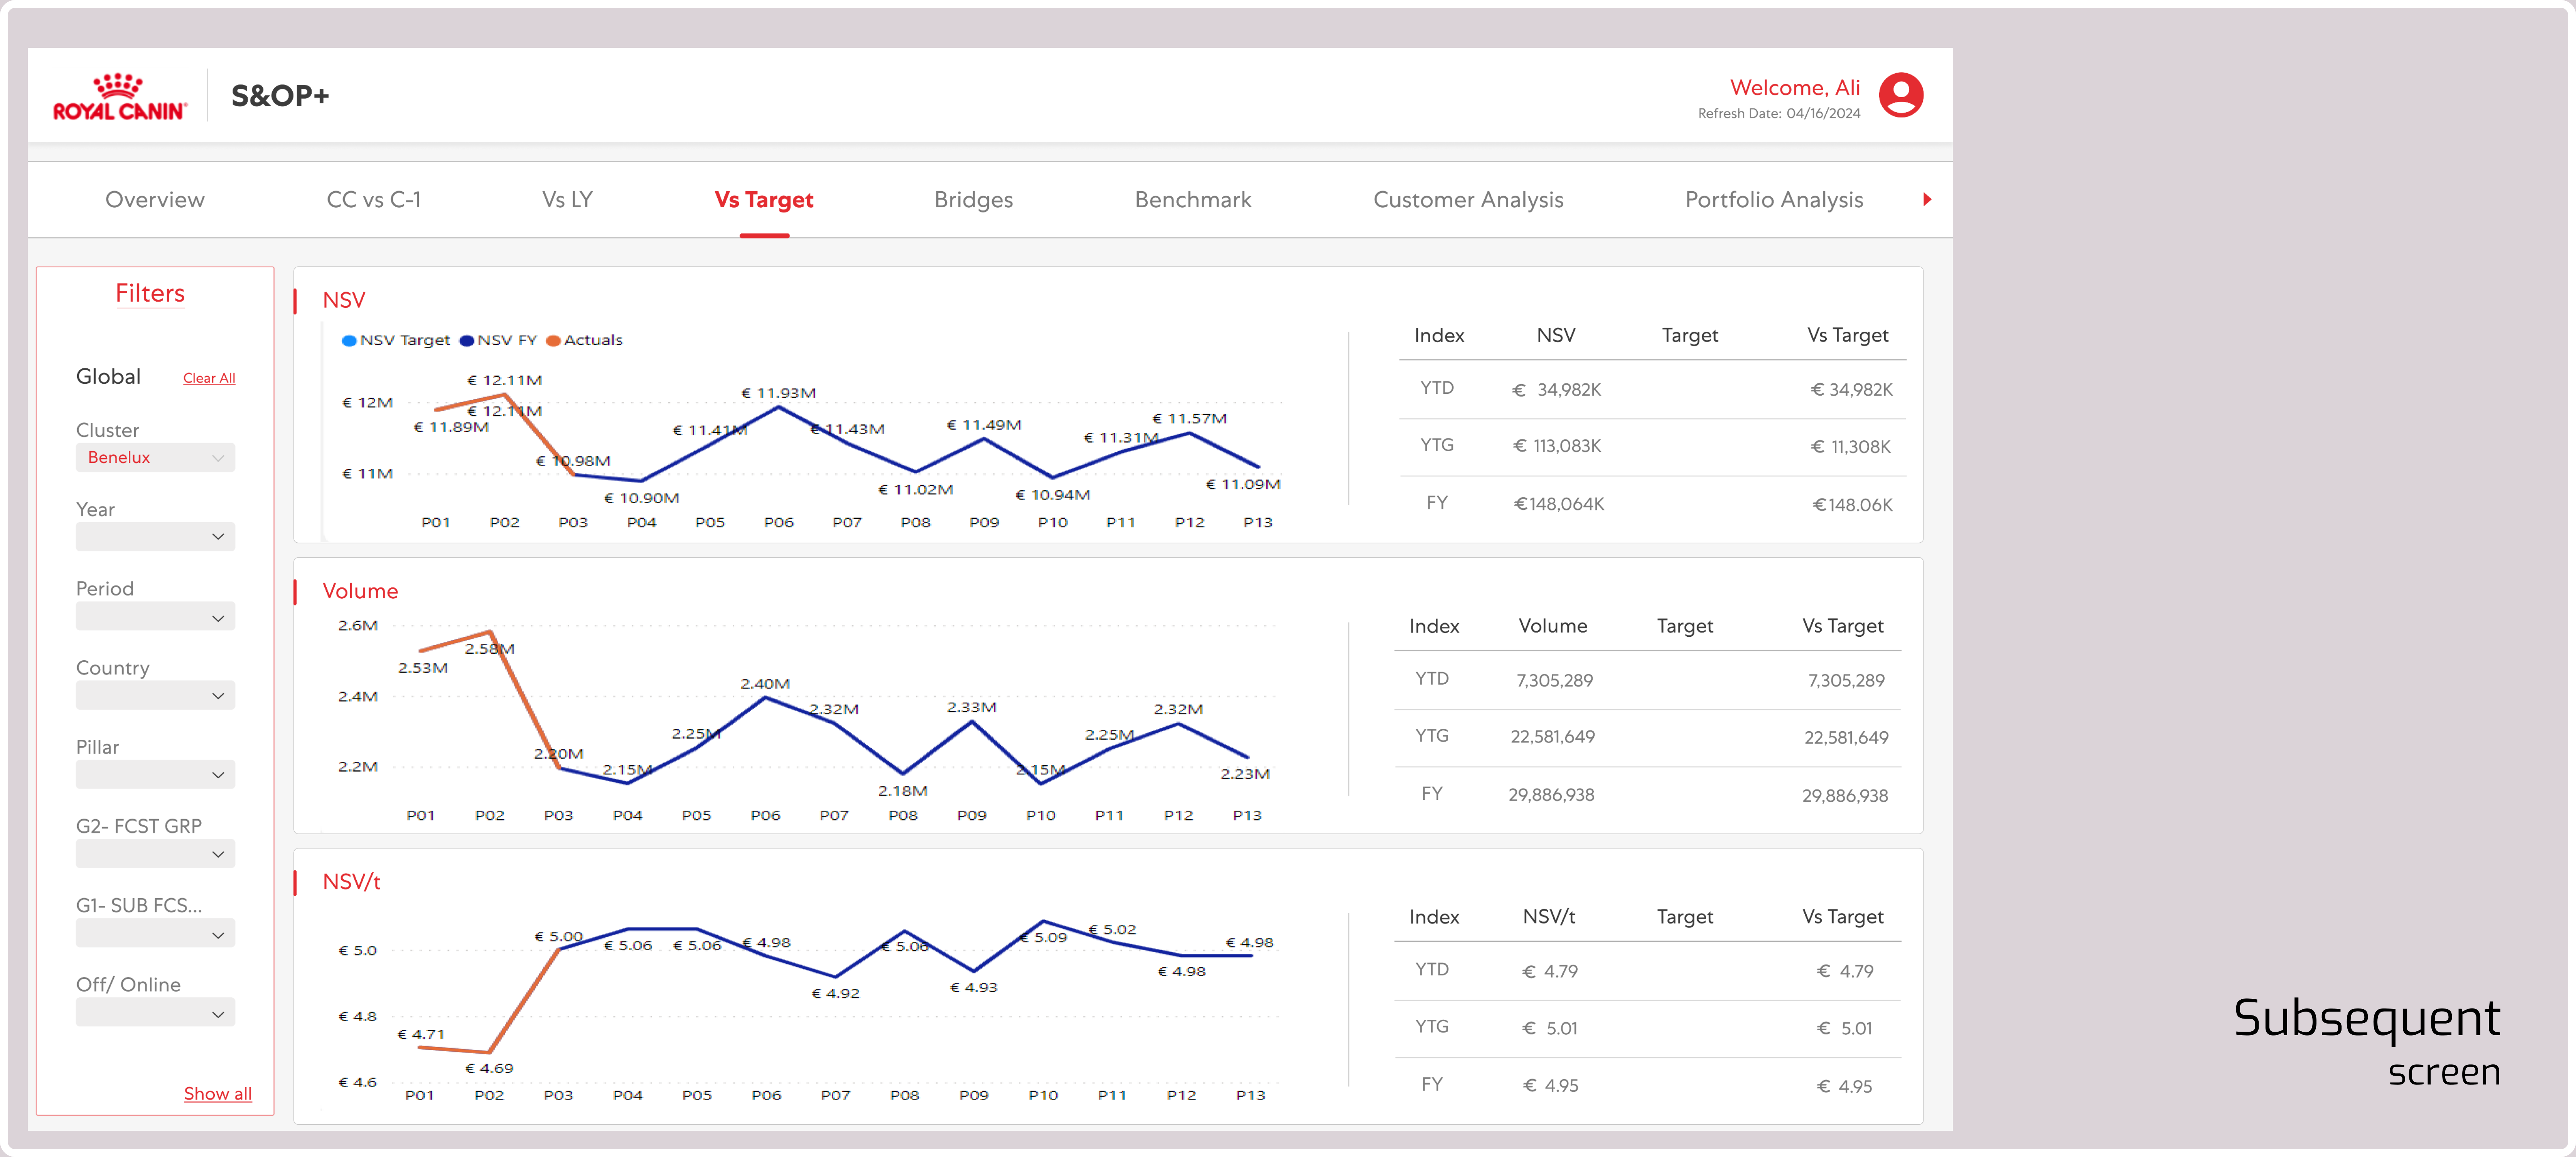 ROYAL CANIN
S&OP+
Welcome, Ali
Refresh Date: 04/16/2024
Overview CC vs C-1 Vs LY Vs Target Bridges Benchmark Customer Analysis Portfolio Analysis
Filters
Global Clear All
Cluster
Benelux
Year
Period
Country
Pillar
G2- FCST GRP
G1- SUB FCS...
Off/ Online
Show all
NSV
NSV Target NSV FY Actuals
€ 12M
€ 11M
€ 11.89M
€ 12.11M
€ 12.11M
€ 10.98M
€ 10.90M
€ 11.41M
€ 11.93M
€ 11.43M
€ 11.02M
€ 11.49M
€ 10.94M
€ 11.31M
€ 11.57M
€ 11.09M
P01 P02 P03 P04 P05 P06 P07 P08 P09 P10 P11 P12 P13
Index NSV Target Vs Target
YTD € 34,982K € 34,982K
YTG € 113,083K € 11,308K
FY €148,064K €148.06K
Volume
2.6M
2.4M
2.2M
2.53M
2.58M
2.20M
2.15M
2.25M
2.40M
2.32M
2.18M
2.33M
2.15M
2.25M
2.32M
2.23M
P01 P02 P03 P04 P05 P06 P07 P08 P09 P10 P11 P12 P13
Index Volume Target Vs Target
YTD 7,305,289 7,305,289
YTG 22,581,649 22,581,649
FY 29,886,938 29,886,938
NSV/t
€ 5.0
€ 4.8
€ 4.6
€ 4.71
€ 4.69
€ 5.00
€ 5.06
€ 5.06
€ 4.98
€ 4.92
€ 5.06
€ 4.93
€ 5.09
€ 5.02
€ 4.98
€ 4.98
P01 P02 P03 P04 P05 P06 P07 P08 P09 P10 P11 P12 P13
Index NSV/t Target Vs Target
YTD € 4.79 € 4.79
YTG € 5.01 € 5.01
FY € 4.95 € 4.95
Subsequent
screen